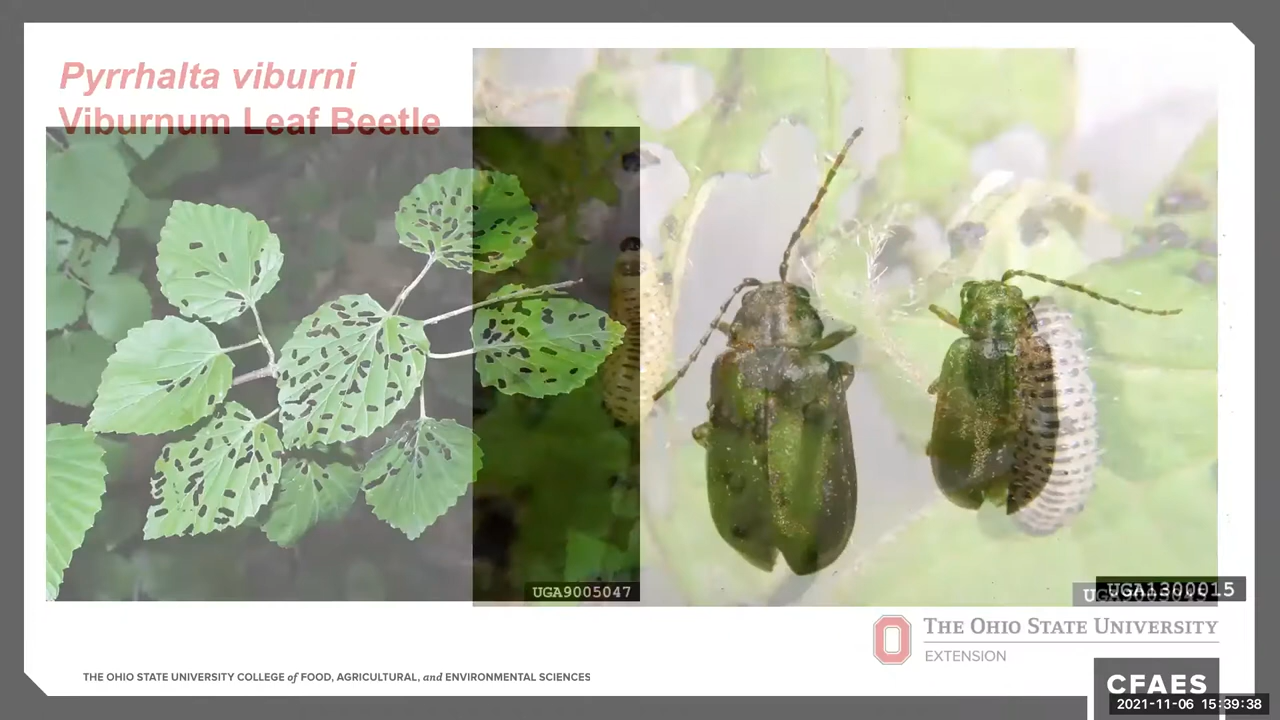 Pyrrhalta viburni
Viburnum Leaf Beetle
UGA9005047
UGA1300015
THE OHIO STATE UNIVERSITY
EXTENSION
THE OHIO STATE UNIVERSITY COLLEGE of FOOD, AGRICULTURAL, and ENVIRONMENTAL SCIENCES
CFAES
2021-11-06 15:39:38